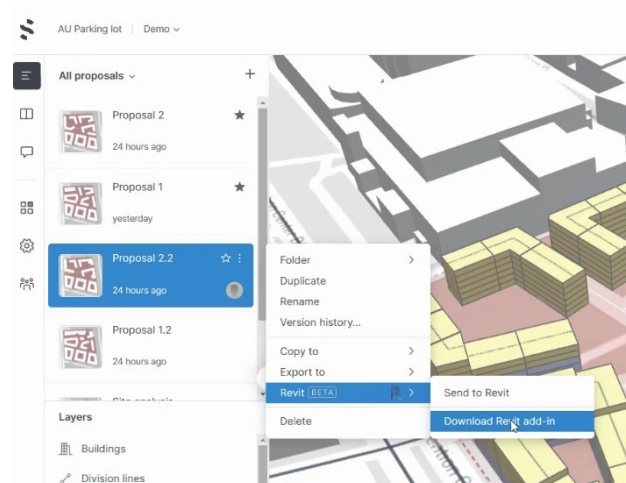 AU Parking lot | Demo
All proposals
Proposal 2
24 hours ago
Proposal 1
yesterday
Proposal 2.2
24 hours ago
Proposal 1.2
24 hours ago
Site analysis
Layers
Buildings
Division lines
Folder
Duplicate
Rename
Version history...
Copy to
Export to
Revit BETA
Delete
Send to Revit
Download Revit add-in